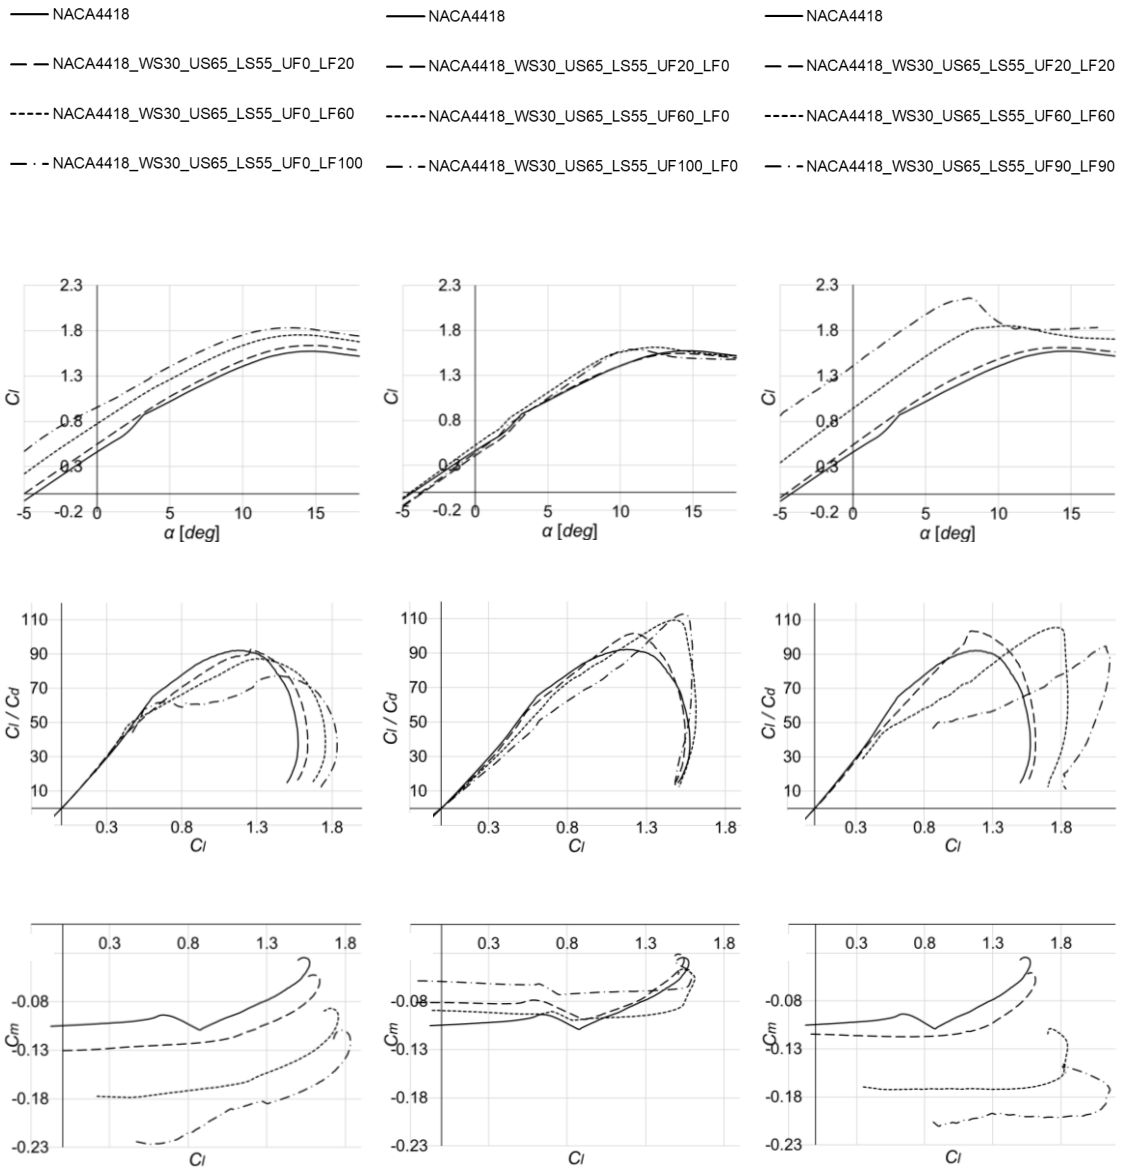 NACA4418
NACA4418_WS30_US65_LS55_UF0_LF20
NACA4418_WS30_US65_LS55_UF0_LF60
NACA4418_WS30_US65_LS55_UF0_LF100
NACA4418
NACA4418_WS30_US65_LS55_UF20_LF0
NACA4418_WS30_US65_LS55_UF60_LF0
NACA4418_WS30_US65_LS55_UF100_LF0
NACA4418
NACA4418_WS30_US65_LS55_UF20_LF20
NACA4418_WS30_US65_LS55_UF60_LF60
NACA4418_WS30_US65_LS55_UF90_LF90
2.3
1.8
1.3
0.8
0.3
-0.2
Cl
-5 0 5 10 15
α [deg]
2.3
1.8
1.3
0.8
0.3
-0.2
Cl
-5 0 5 10 15
α [deg]
2.3
1.8
1.3
0.8
0.3
-0.2
Cl
-5 0 5 10 15
α [deg]
110
90
70
50
30
10
Cl / Cd
0.3 0.8 1.3 1.8
Cl
110
90
70
50
30
10
Cl / Cd
0.3 0.8 1.3 1.8
Cl
110
90
70
50
30
10
Cl / Cd
0.3 0.8 1.3 1.8
Cl
0.3 0.8 1.3 1.8
-0.08
-0.13
-0.18
-0.23
Cm
Cl
0.3 0.8 1.3 1.8
-0.08
-0.13
-0.18
-0.23
Cm
Cl
0.3 0.8 1.3 1.8
-0.08
-0.13
-0.18
-0.23
Cm
Cl